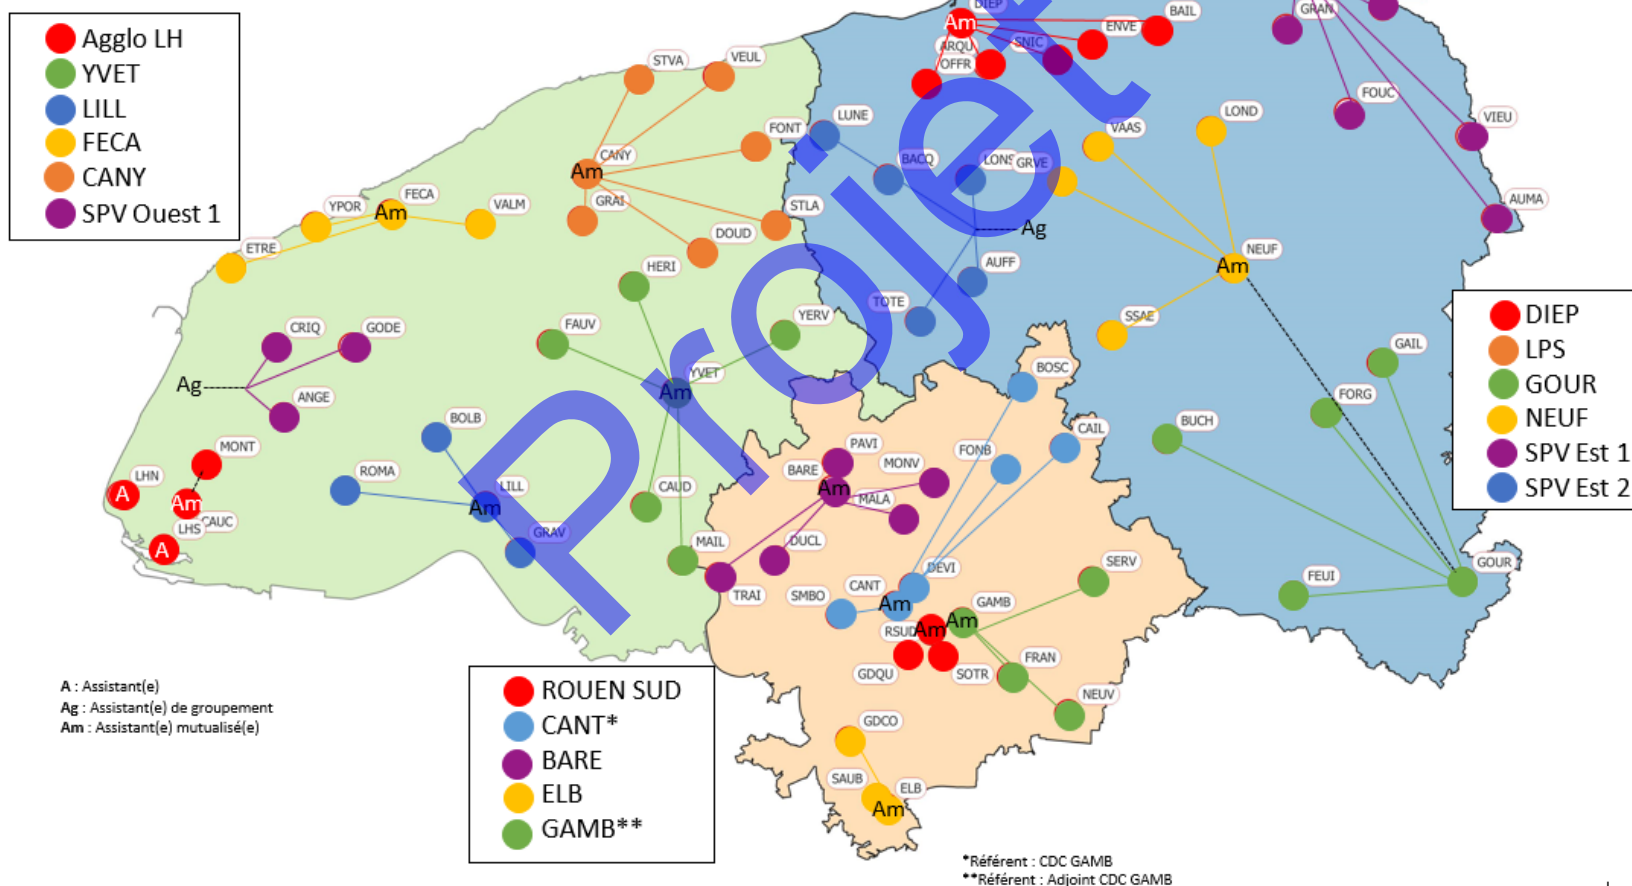 Agglo LH
YVET
LILL
FECA
CANY
SPV Ouest 1
DIEP
Am
BAIL
ENVE
SNIC
ARQU
OFFR
GRAN
FOUC
VIEU
AUMA
STVA
VEUL
FONT
CANY
Am
GRAI
DOUD
STLA
LUNE
BACQ
LONS
GRVE
VAAS
LOND
Ag
AUFF
TOTE
NEUF
Am
SSAE
YPOR
FECA
Am
VALM
ETRE
HERI
FAUV
YERV
YVET
Am
CAUD
MAIL
CRIQ
GODE
Ag
ANGE
MONT
LHN
A
Am
CAUC
LHS
A
BOLB
ROMA
LILL
Am
GRAV
BOSC
CAIL
FONB
PAVI
BARE
Am
MONV
MALA
DUCL
TRAI
GAIL
FORG
BUCH
FEUI
GOUR
DIEP
LPS
GOUR
NEUF
SPV Est 1
SPV Est 2
DEVI
CANT
Am
SMBO
SERV
GAMB
Am
RSUD
Am
GDQU
SOTR
FRAN
NEUV
GDCO
SAUB
ELB
Am
Projet
A : Assistant(e)
Ag : Assistant(e) de groupement
Am : Assistant(e) mutualisé(e)
ROUEN SUD
CANT*
BARE
ELB
GAMB**
*Référent : CDC GAMB
**Référent : Adjoint CDC GAMB